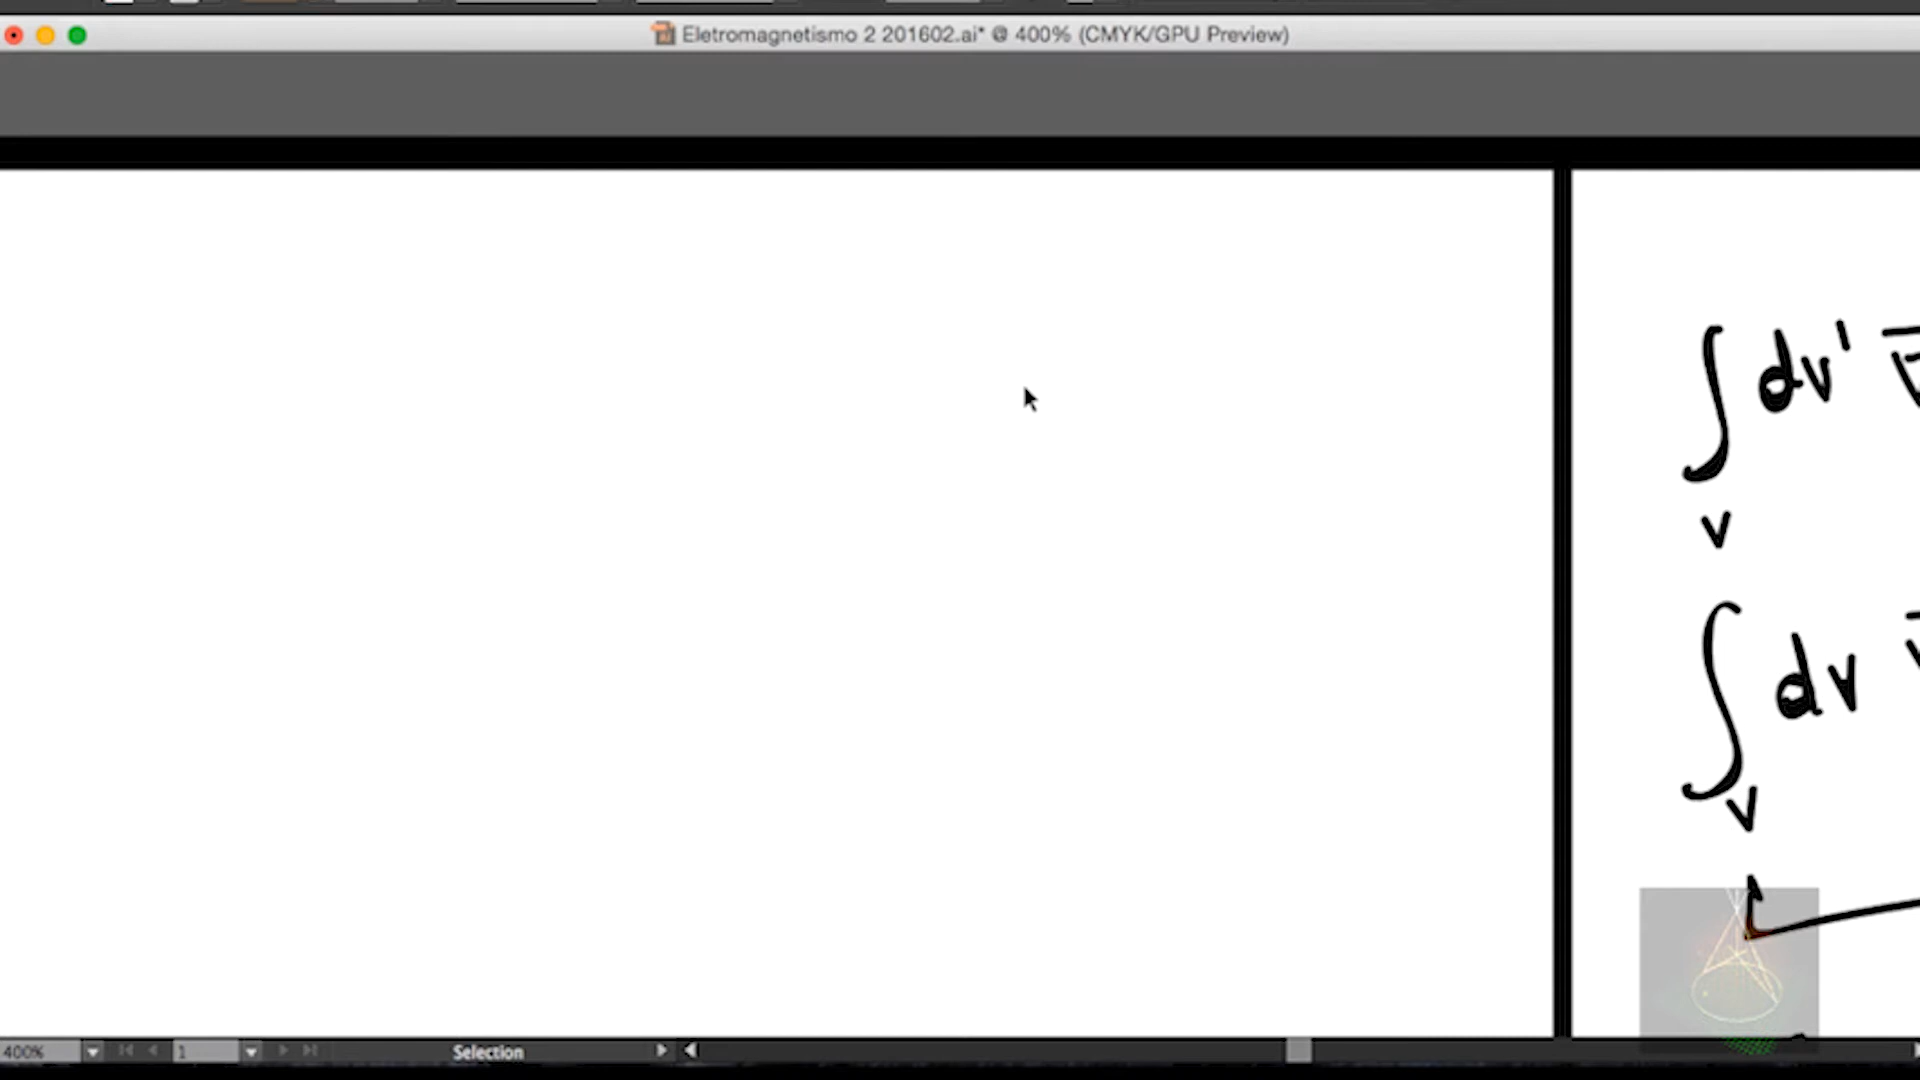 Eletromagnetismo 2 201602.ai* @ 400% (CMYK/GPU Preview)
∫ dv'
v
∫ dv
v
400%
1
Selection